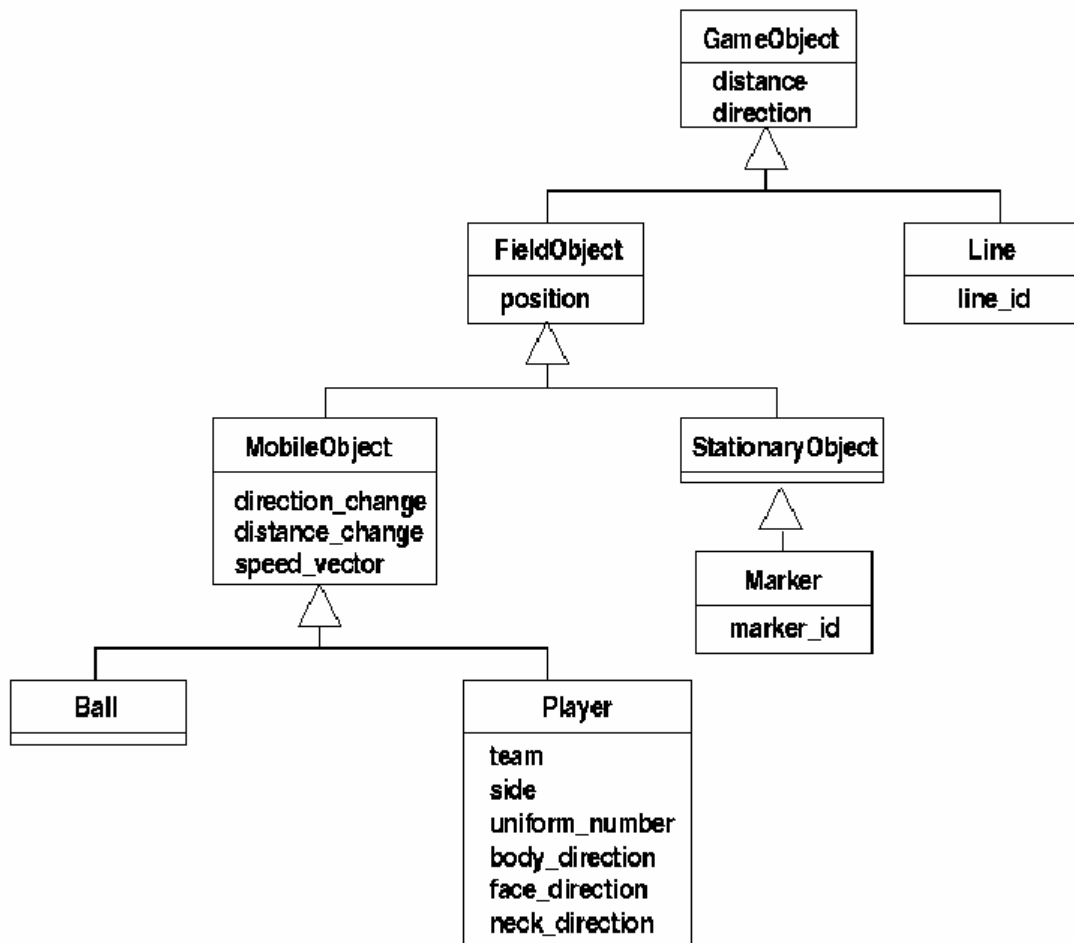 GameObject
distance
direction
FieldObject
position
Line
line_id
MobileObject
direction_change
distance_change
speed_vector
StationaryObject
Marker
marker_id
Ball
Player
team
side
uniform_number
body_direction
face_direction
neck_direction